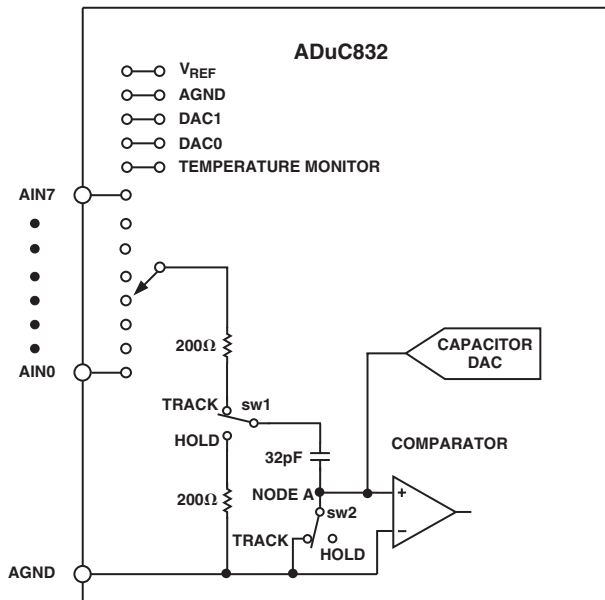 ADuC832
VREF
AGND
DAC1
DAC0
TEMPERATURE MONITOR
AIN7
200Ω
CAPACITOR
DAC
AIN0
TRACK sw1
COMPARATOR
HOLD
32pF
200Ω
NODE A
+
sw2
–
TRACK
HOLD
AGND